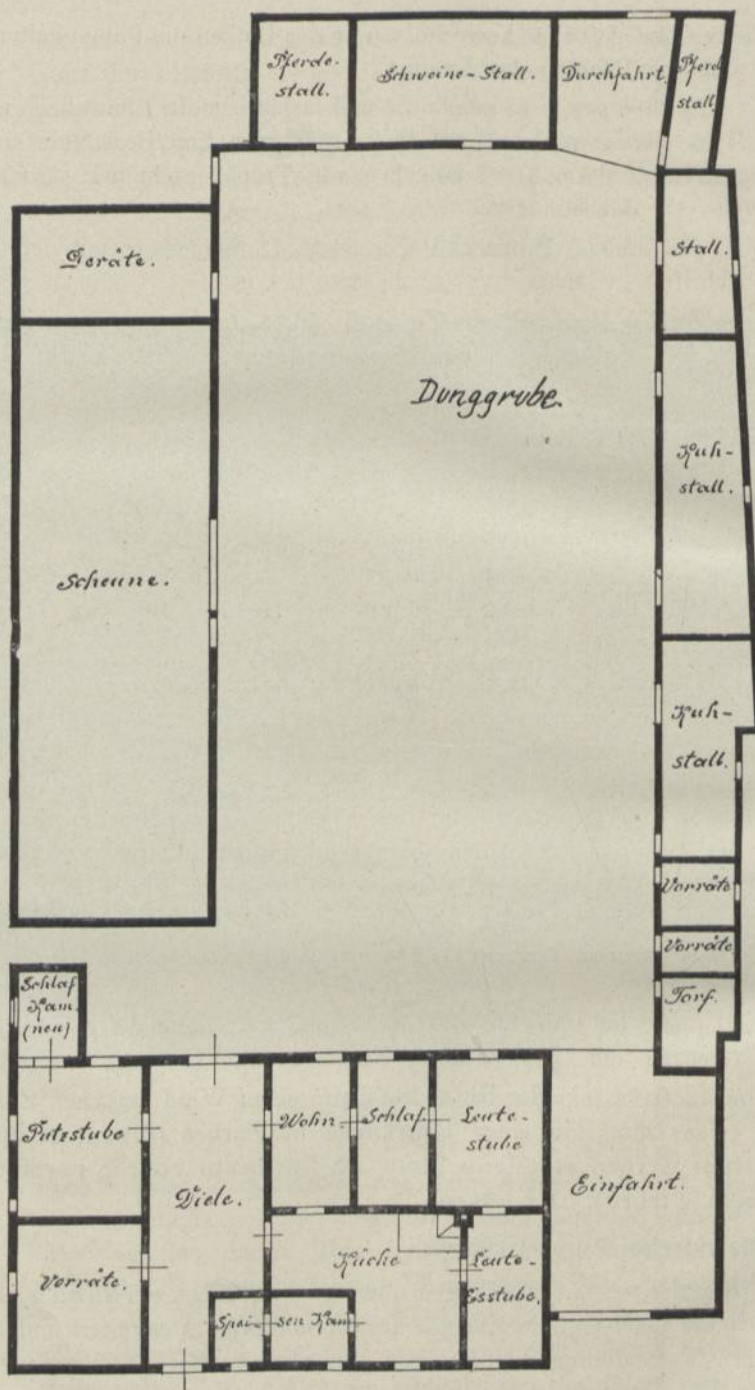 Pferde-
stall.
Schweine-Stall.
Durchfahrt.
Pferd
stall
Geräte.
Stall.
Dunggrube.
Kuh-
stall.
Scheune.
Kuh-
stall.
Vorräte
Vorräte
Torf.
Schlaf
Kam.
(neu)
Putzstube
Diele.
Wohn-
Schlaf-
Leute-
stube
Einfahrt.
Vorräte.
Küche
Leute-
Esstube.
Spei-
sen Kam